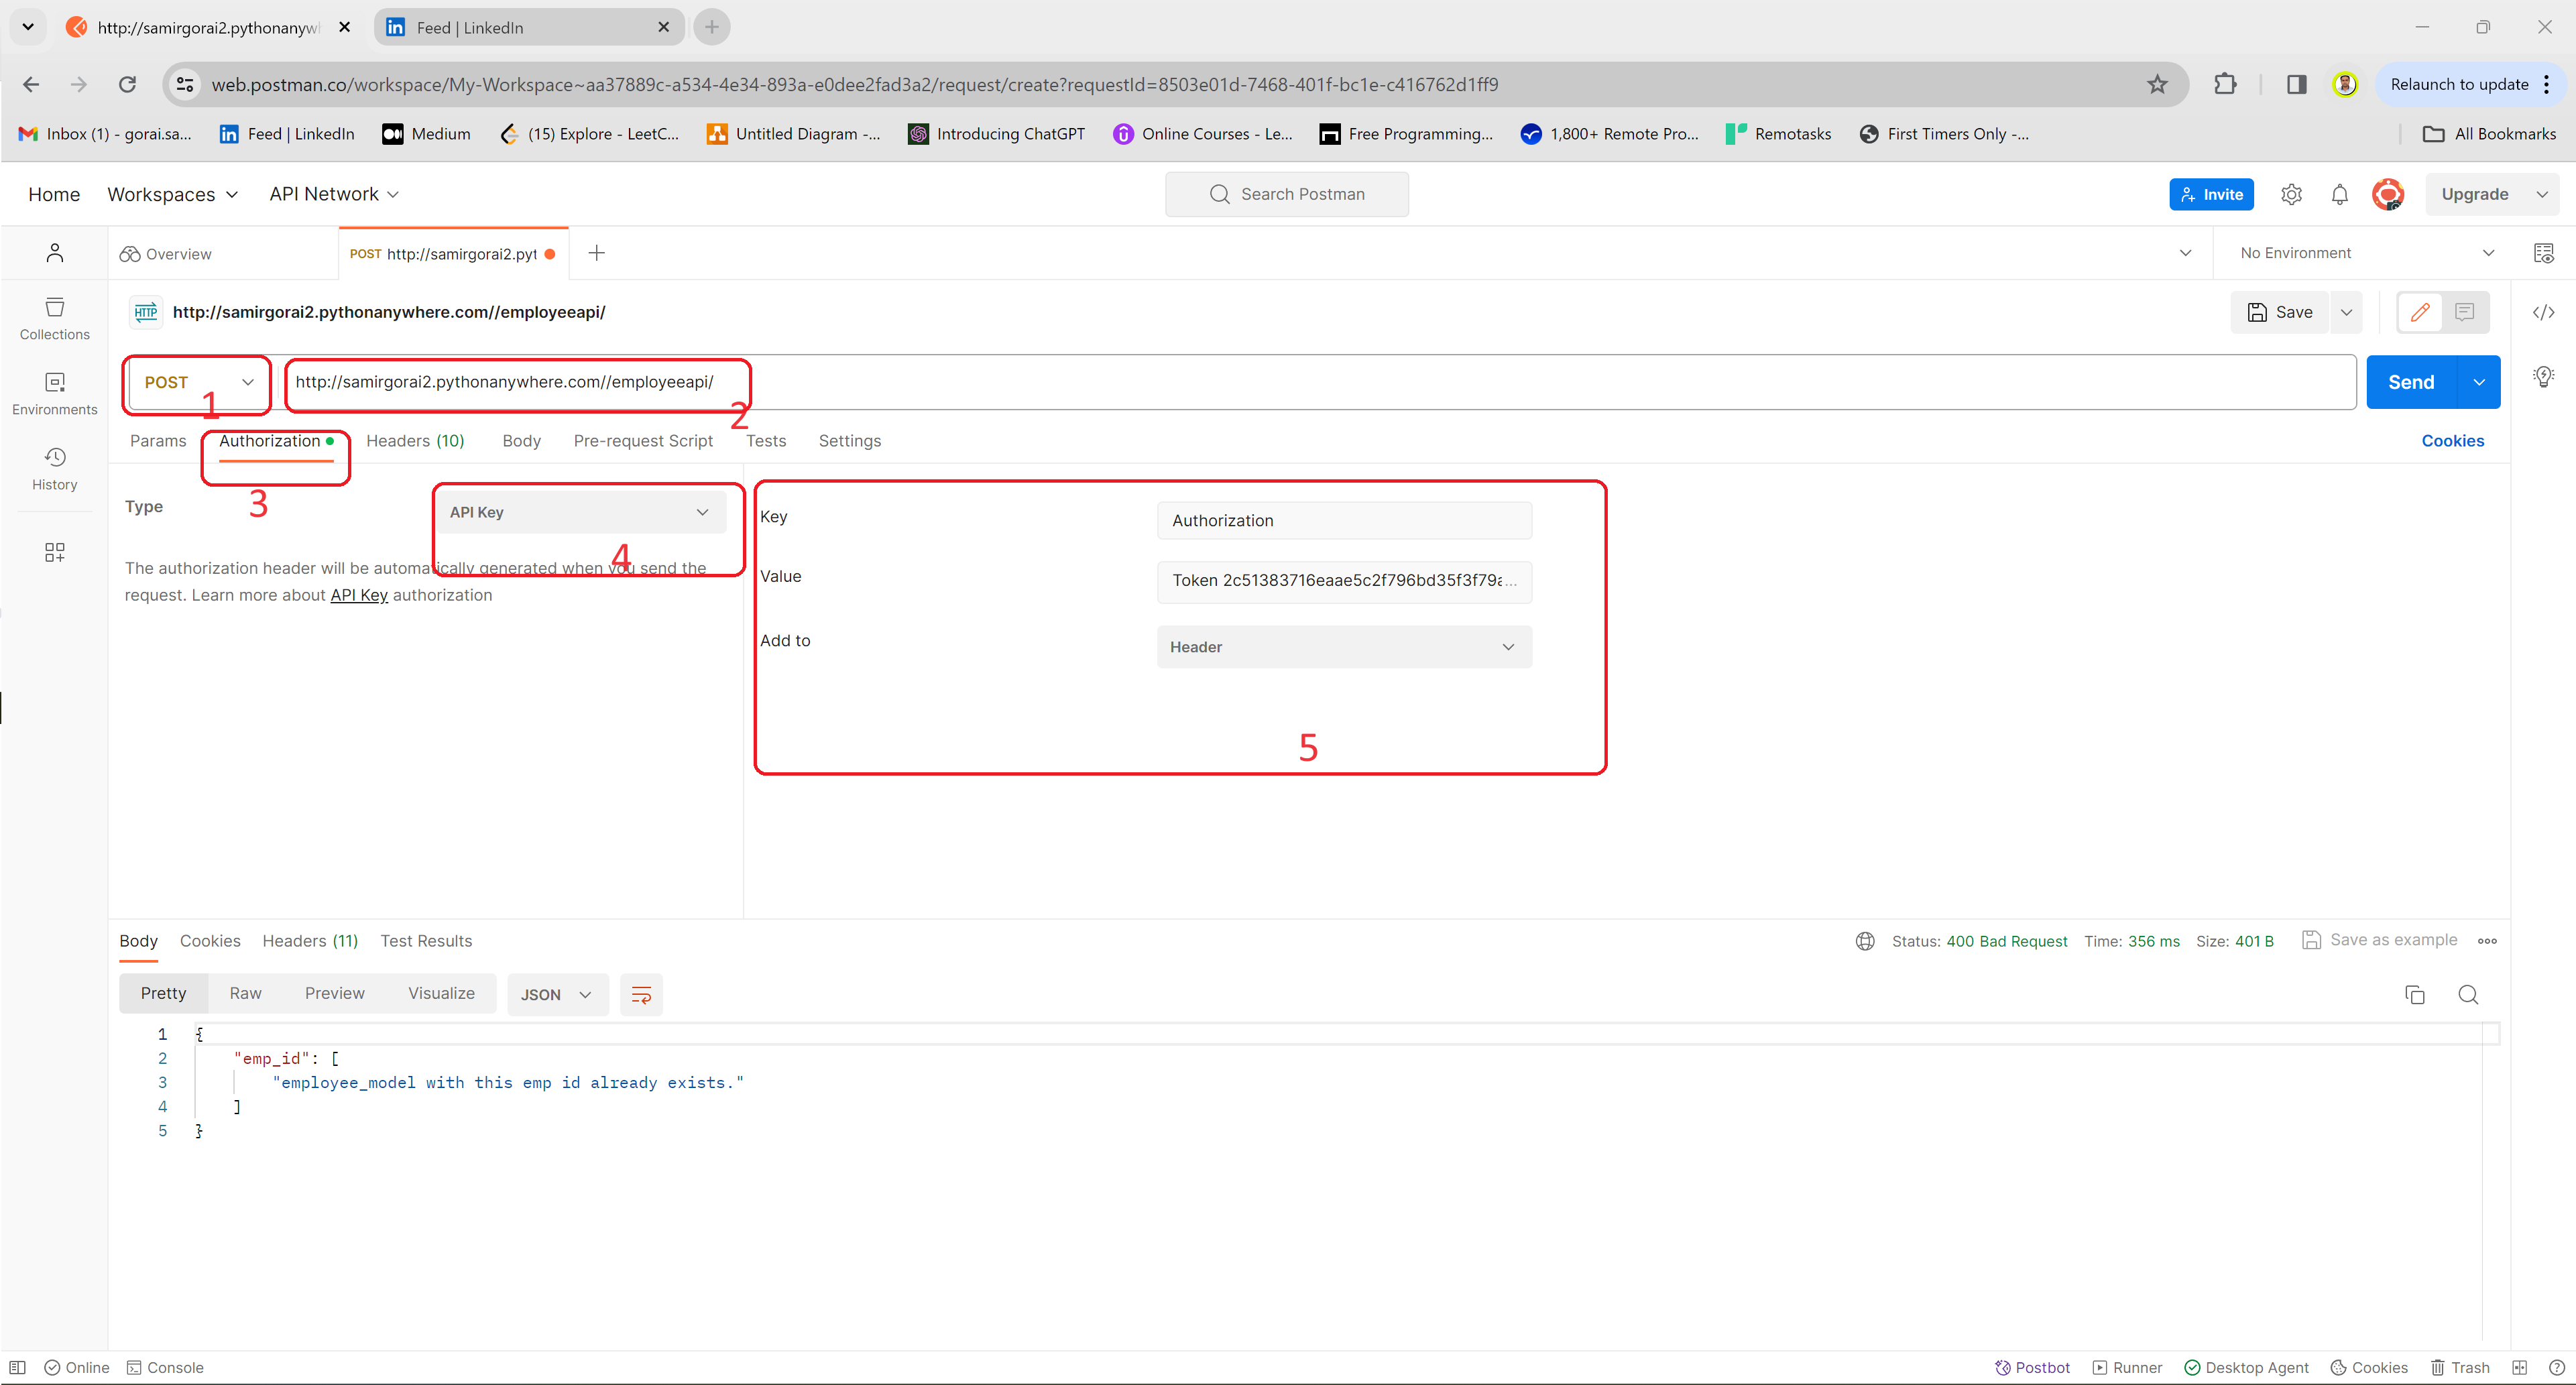 http://samirgorai2.pythonanyw
Feed | LinkedIn
web.postman.co/workspace/My-Workspace~aa37889c-a534-4e34-893a-e0dee2fad3a2/request/create?requestId=8503e01d-7468-401f-bc1e-c416762d1ff9
Relaunch to update
Inbox (1) - gorai.sa...
Feed | LinkedIn
Medium
(15) Explore - LeetC...
Untitled Diagram -...
Introducing ChatGPT
Online Courses - Le...
Free Programming...
1,800+ Remote Pro...
Remotasks
First Timers Only -...
All Bookmarks
Home
Workspaces
API Network
Search Postman
Invite
Upgrade
Overview
POST http://samirgorai2.pyt
No Environment
Collections
HTTP
http://samirgorai2.pythonanywhere.com//employeeapi/
Save
POST
1
http://samirgorai2.pythonanywhere.com//employeeapi/
2
Send
Environments
Params
Authorization
Headers (10)
Body
Pre-request Script
Tests
Settings
Cookies
3
History
Type
API Key
4
The authorization header will be automatically generated when you send the
request. Learn more about API Key authorization
Key
Authorization
Value
Token 2c51383716eaae5c2f796bd35f3f79a...
Add to
Header
5
Body
Cookies
Headers (11)
Test Results
Status: 400 Bad Request
Time: 356 ms
Size: 401 B
Save as example
Pretty
Raw
Preview
Visualize
JSON
1 {
2 "emp_id": [
3 "employee_model with this emp id already exists."
4 ]
5 }
Online
Console
Postbot
Runner
Desktop Agent
Cookies
Trash